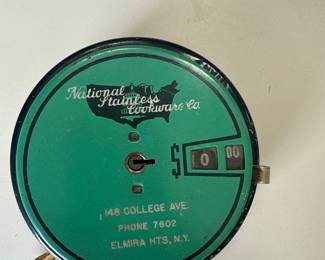 National
Stainless
Cookware Co
$ 0 00
148 COLLEGE AVE.
PHONE 7602
ELMIRA HTS, N.Y.